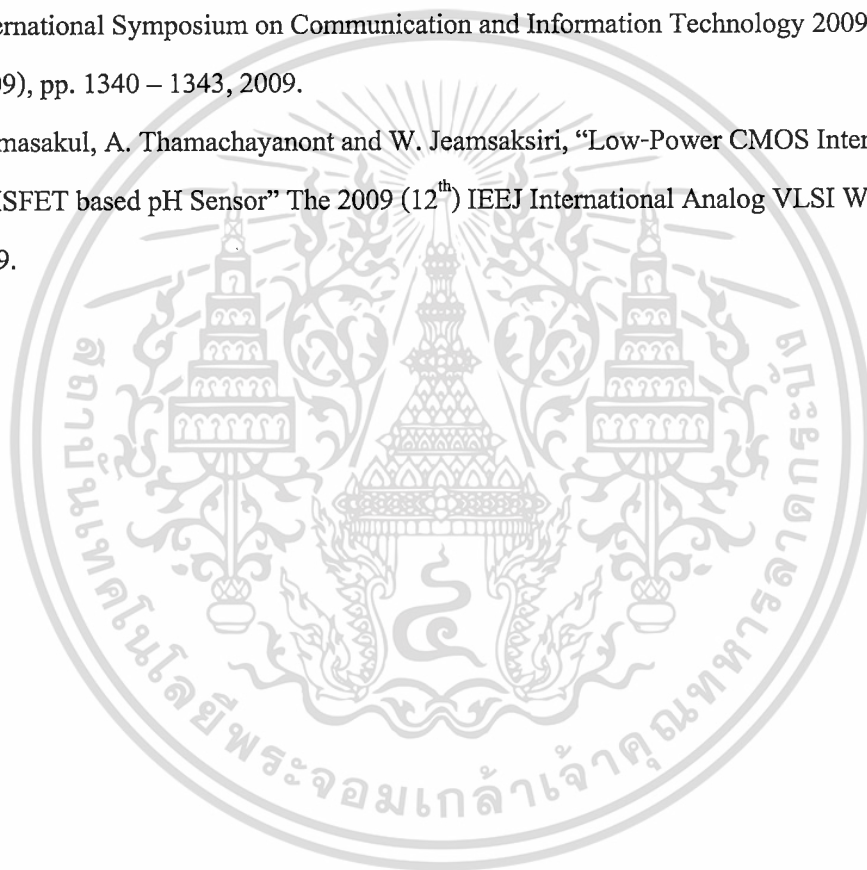 ernational Symposium on Communication and Information Technology 2009
09), pp. 1340 – 1343, 2009.
masakul, A. Thamachayanont and W. Jeamsaksiri, “Low-Power CMOS Inter
ISFET based pH Sensor” The 2009 (12th) IEEJ International Analog VLSI W
9.
สถาบันเทคโนโลยีพระจอมเกล้าเจ้าคุณทหารลาดกระบัง
๔